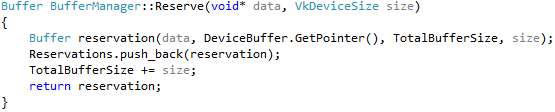 Buffer BufferManager::Reserve(void* data, VkDeviceSize size)
{
    Buffer reservation(data, DeviceBuffer.GetPointer(), TotalBufferSize, size);
    Reservations.push_back(reservation);
    TotalBufferSize += size;
    return reservation;
}